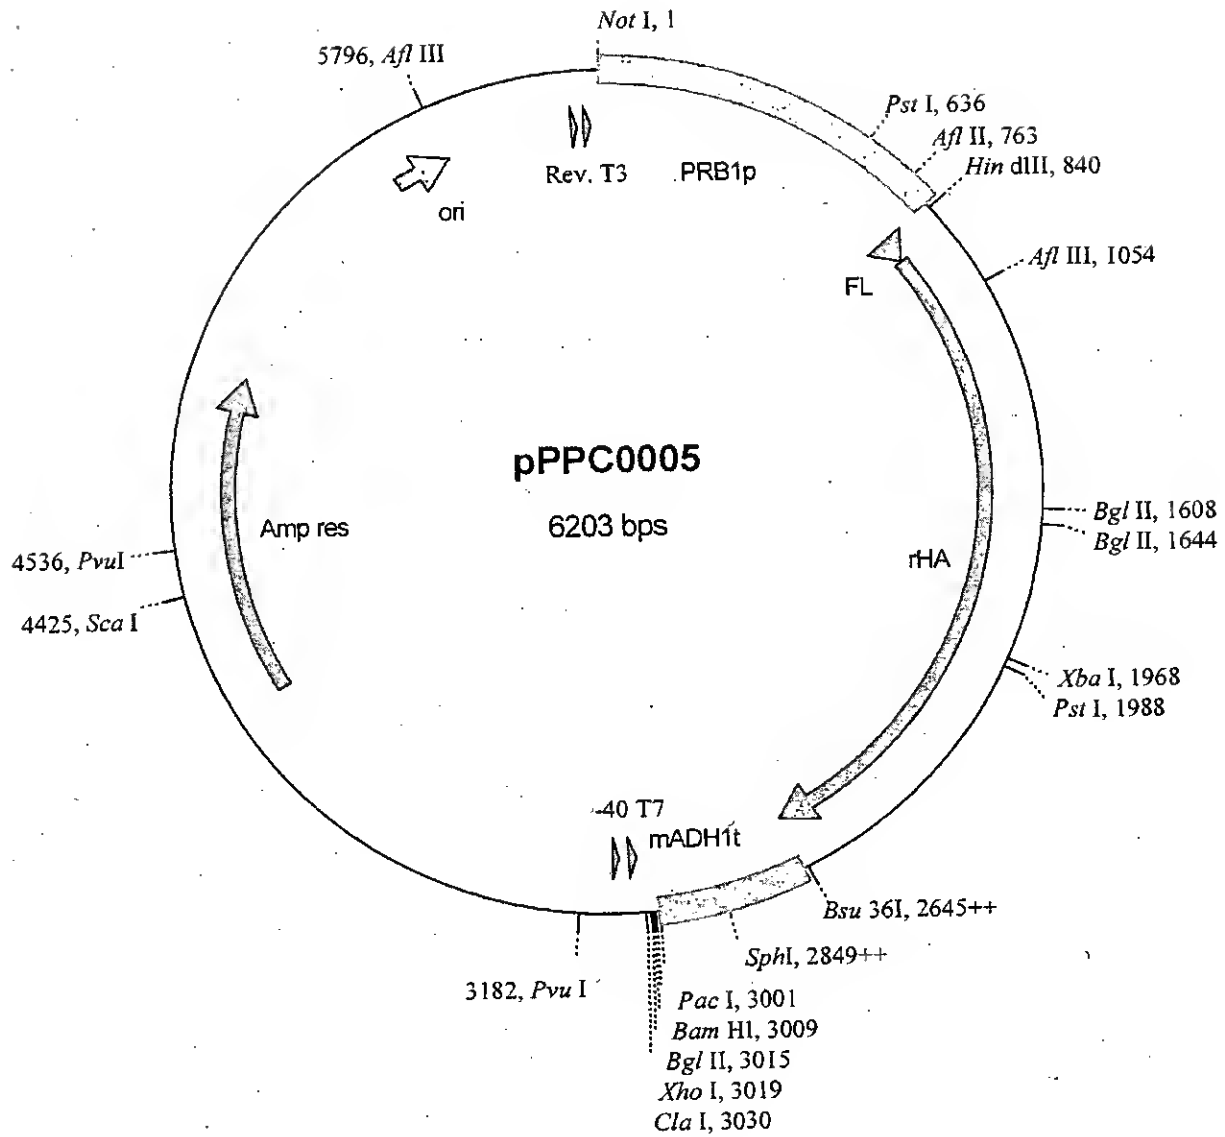 Not I, 1
5796, Afl III
Pst I, 636
Afl II, 763
Hin dIII, 840
Rev. T3
PRB1p
ori
Afl III, 1054
FL
pPPC0005
6203 bps
Amp res
rHA
Bgl II, 1608
Bgl II, 1644
4536, PvuI
4425, Sca I
Xba I, 1968
Pst I, 1988
-40 T7
mADH1t
Bsu 36I, 2645++
SphI, 2849++
3182, Pvu I
Pac I, 3001
Bam HI, 3009
Bgl II, 3015
Xho I, 3019
Cla I, 3030